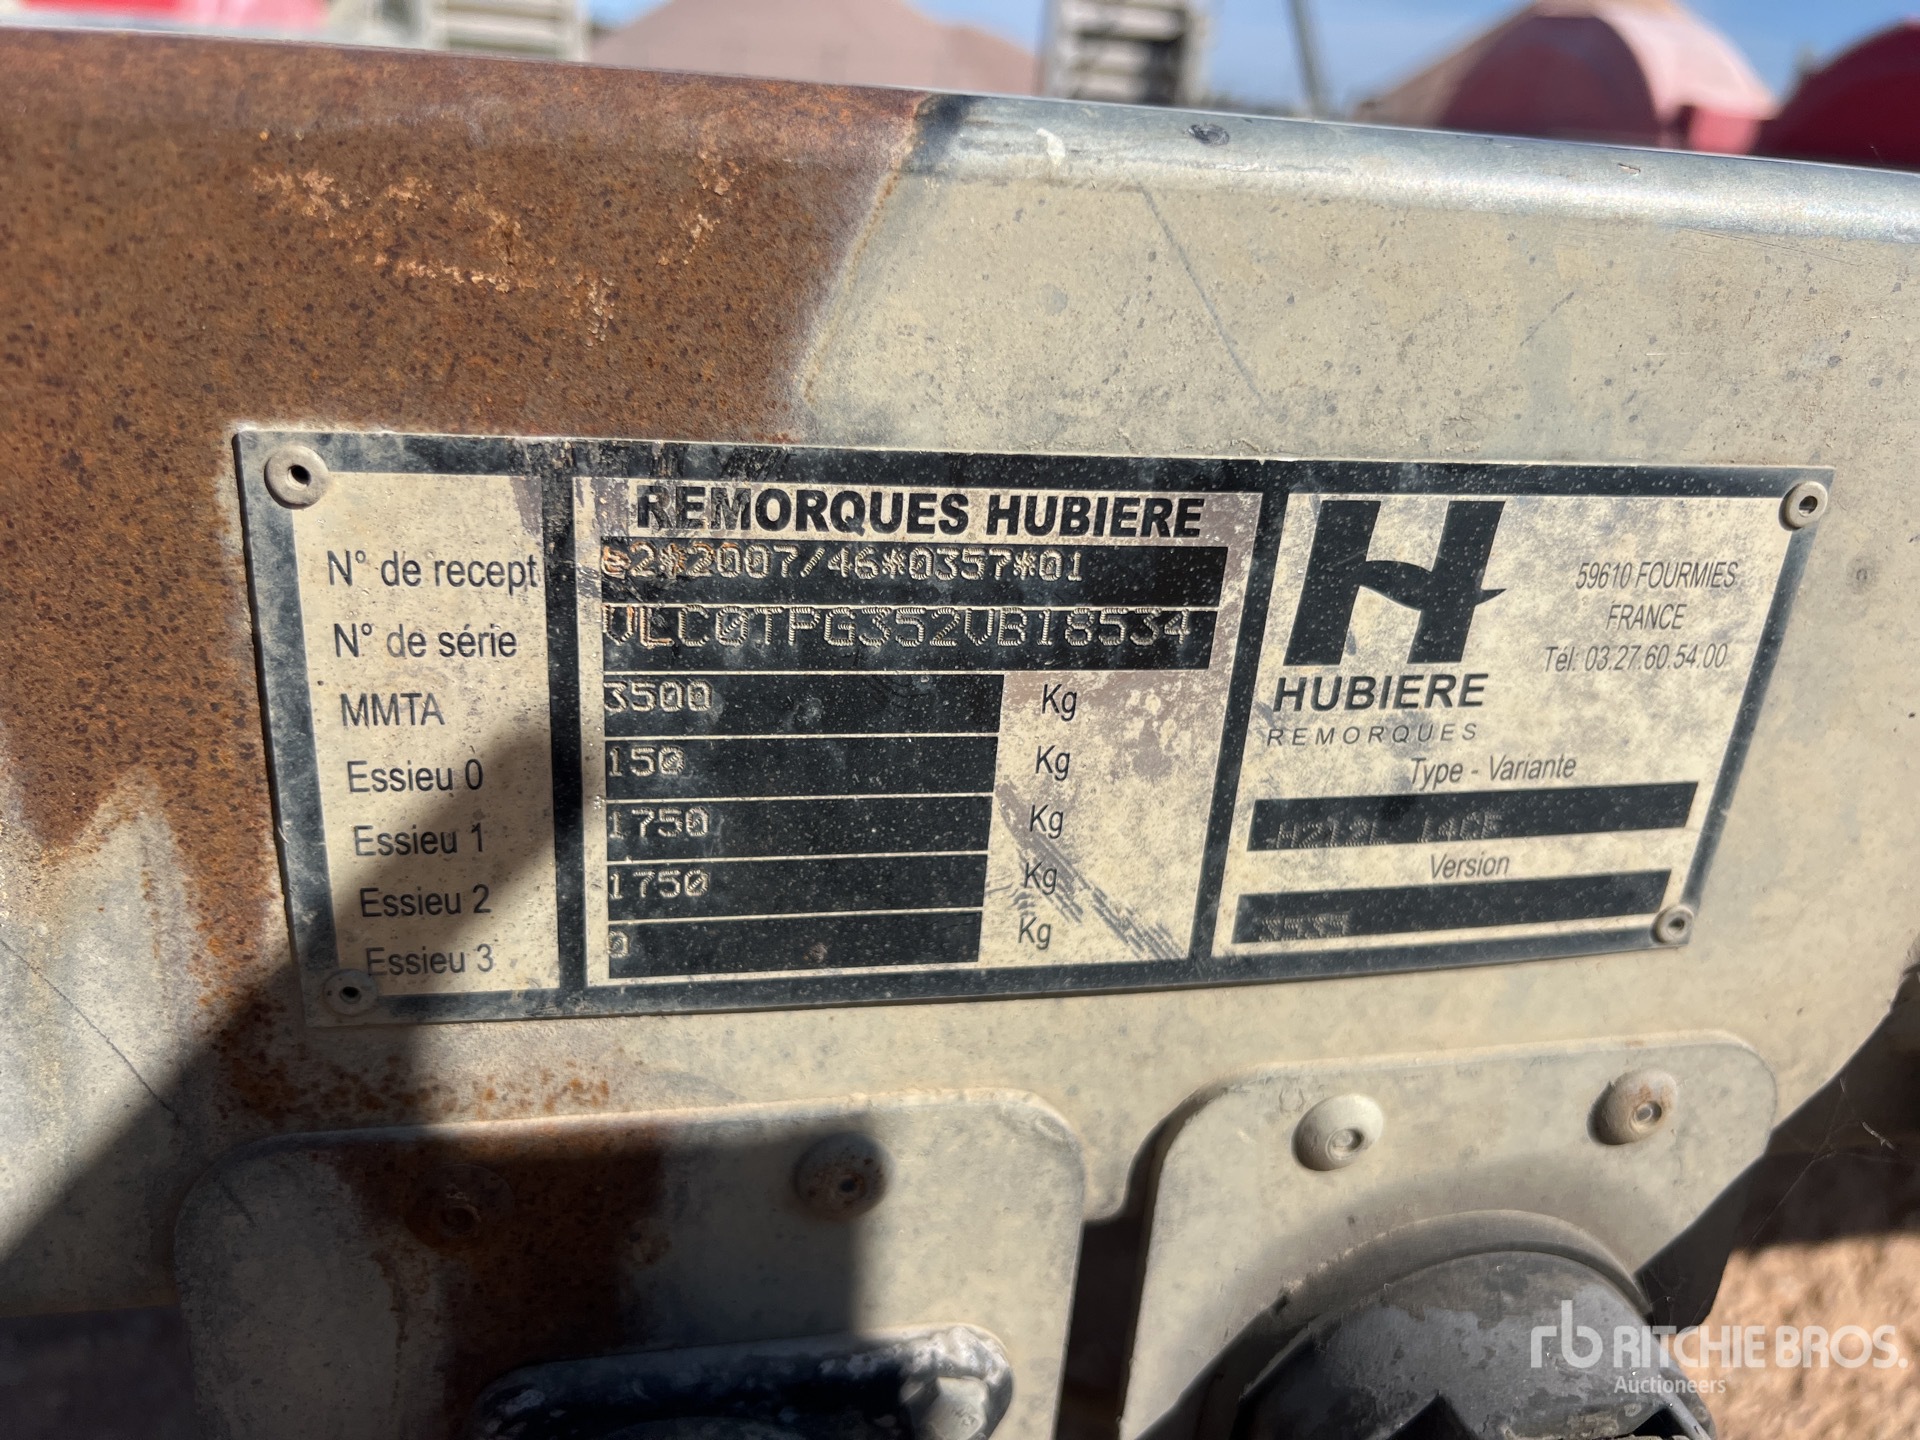 REMORQUES HUBIERE
N° de recept e2*2007/46*0357*01
N° de série VLC0TPG352VB18534
MMTA 3500 Kg
Essieu 0 150 Kg
Essieu 1 1750 Kg
Essieu 2 1750 Kg
Essieu 3 0 Kg
H
HUBIERE
REMORQUES
59610 FOURMIES
FRANCE
Tél: 03.27.60.54.00
Type - Variante
Version
rb RITCHIE BROS.
Auctioneers